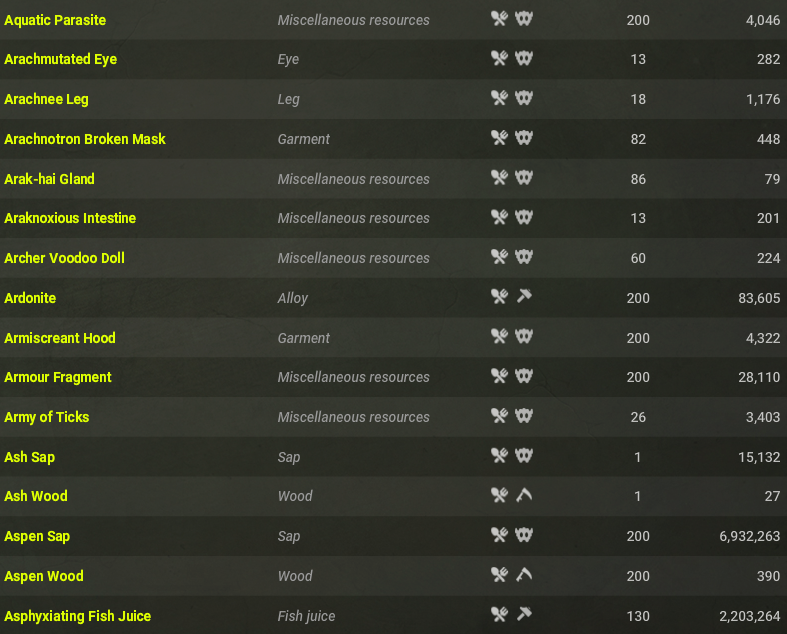 Aquatic Parasite Miscellaneous resources 200 4,046
Arachmutated Eye Eye 13 282
Arachnee Leg Leg 18 1,176
Arachnotron Broken Mask Garment 82 448
Arak-hai Gland Miscellaneous resources 86 79
Araknoxious Intestine Miscellaneous resources 13 201
Archer Voodoo Doll Miscellaneous resources 60 224
Ardonite Alloy 200 83,605
Armiscreant Hood Garment 200 4,322
Armour Fragment Miscellaneous resources 200 28,110
Army of Ticks Miscellaneous resources 26 3,403
Ash Sap Sap 1 15,132
Ash Wood Wood 1 27
Aspen Sap Sap 200 6,932,263
Aspen Wood Wood 200 390
Asphyxiating Fish Juice Fish juice 130 2,203,264